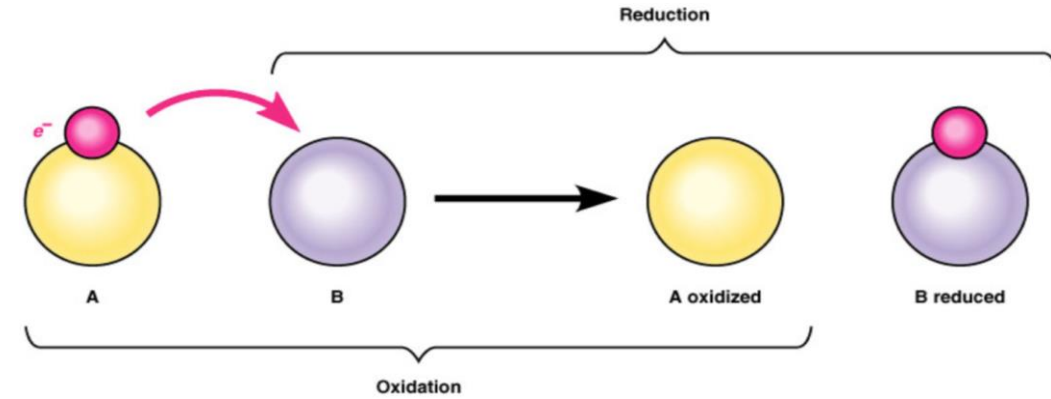 Reduction
e⁻
A
B
A oxidized
B reduced
Oxidation